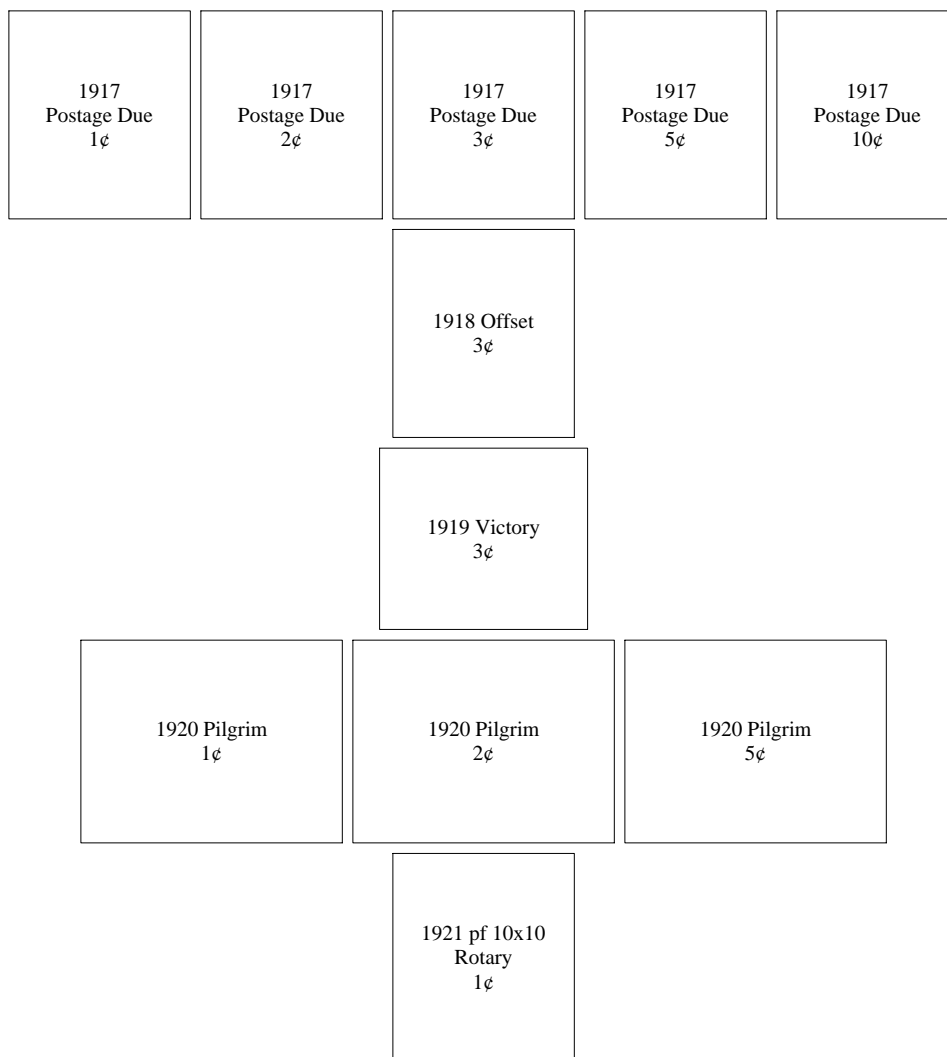 1917
Postage Due
1¢
1917
Postage Due
2¢
1917
Postage Due
3¢
1917
Postage Due
5¢
1917
Postage Due
10¢
1918 Offset
3¢
1919 Victory
3¢
1920 Pilgrim
1¢
1920 Pilgrim
2¢
1920 Pilgrim
5¢
1921 pf 10x10
Rotary
1¢